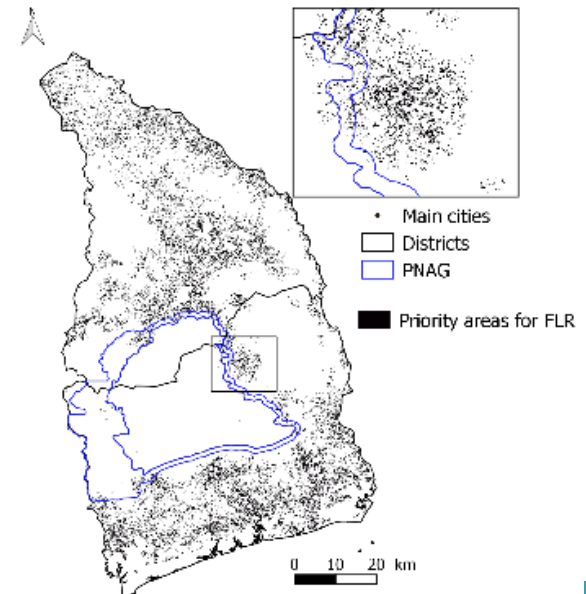 Main cities
Districts
PNAG
Priority areas for FLR
0 10 20 km